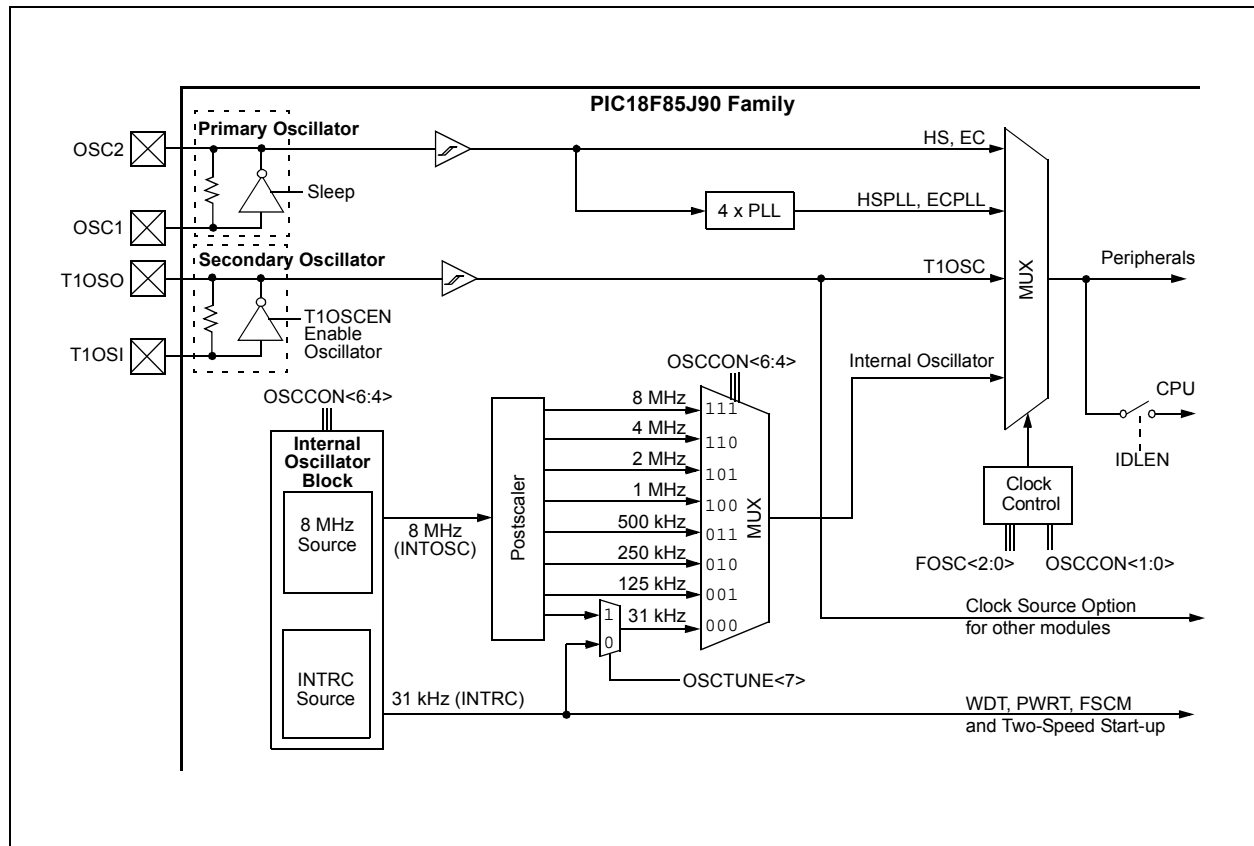 PIC18F85J90 Family
Primary Oscillator
OSC2
HS, EC
Sleep
4 x PLL
HSPLL, ECPLL
OSC1
Secondary Oscillator
T1OSO
T1OSC
MUX
Peripherals
T1OSCEN
Enable
Oscillator
T1OSI
Internal Oscillator
OSCCON<6:4>
OSCCON<6:4>
CPU
IDLEN
Internal
Oscillator
Block
8 MHz
Source
8 MHz
(INTOSC)
Postscaler
8 MHz
111
4 MHz
110
2 MHz
101
1 MHz
100
500 kHz
011
250 kHz
010
125 kHz
001
1
31 kHz
000
0
MUX
Clock
Control
FOSC<2:0>
OSCCON<1:0>
Clock Source Option
for other modules
OSCTUNE<7>
INTRC
Source
31 kHz (INTRC)
WDT, PWRT, FSCM
and Two-Speed Start-up